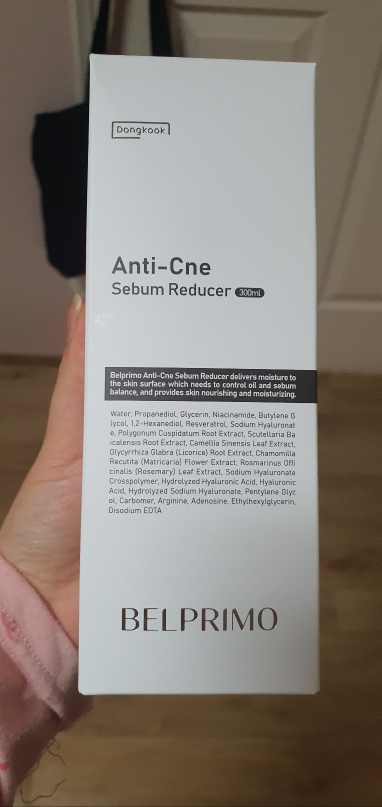 Dongkook
Anti-Cne
Sebum Reducer 300ml
Belprimo Anti-Cne Sebum Reducer delivers moisture to
the skin surface which needs to control oil and sebum
balance, and provides skin nourishing and moisturizing.
Water, Propanediol, Glycerin, Niacinamide, Butylene G
lycol, 1,2-Hexanediol, Resveratrol, Sodium Hyaluronat
e, Polygonum Cuspidatum Root Extract, Scutellaria Ba
icalensis Root Extract, Camellia Sinensis Leaf Extract,
Glycyrrhiza Glabra (Licorice) Root Extract, Chamomilla
Recutita (Matricaria) Flower Extract, Rosmarinus Offi
cinalis (Rosemary) Leaf Extract, Sodium Hyaluronate
Crosspolymer, Hydrolyzed Hyaluronic Acid, Hyaluronic
Acid, Hydrolyzed Sodium Hyaluronate, Pentylene Glyc
ol, Carbomer, Arginine, Adenosine, Ethylhexylglycerin,
Disodium EDTA
BELPRIMO